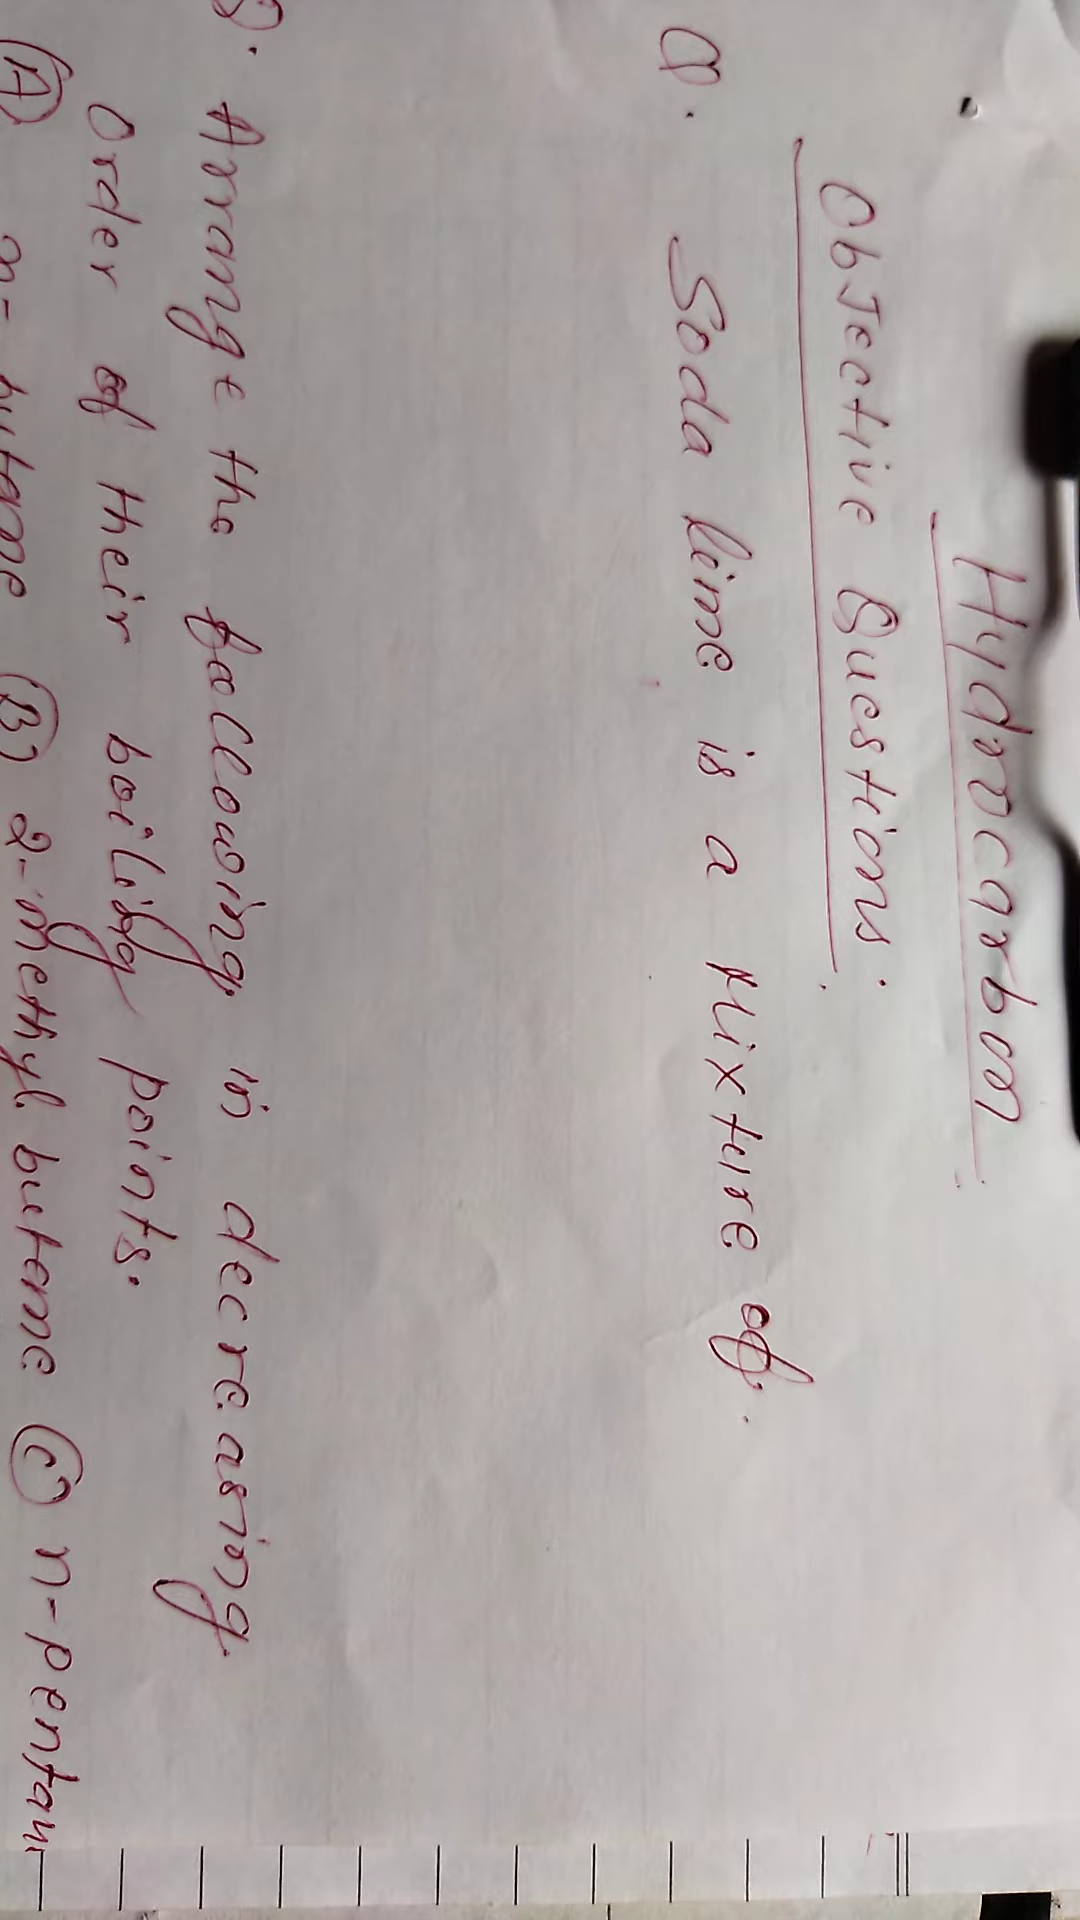 Hydrocarbon
Objective Questions:
Q. Soda lime is a Mixture of.
Q. Arrange the following in decreasing
Order of their boiling points.
(A) n-butane (B) 2-methyl butane (C) n-pentane